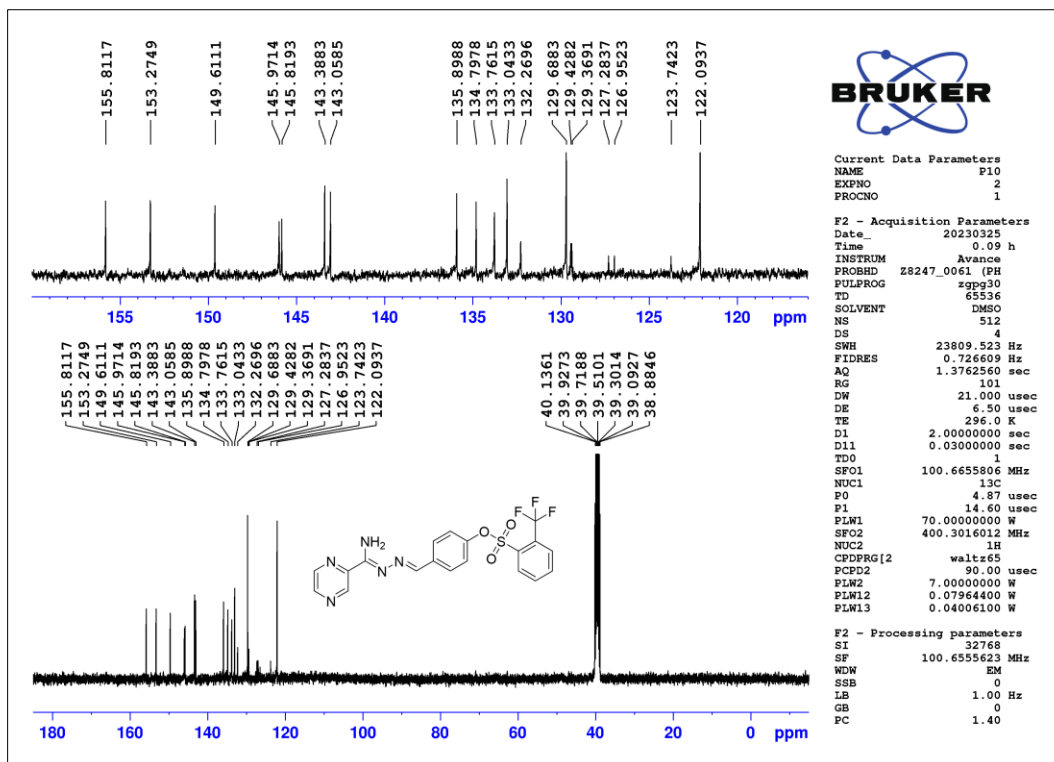 155.8117
153.2749
149.6111
145.9714
145.8193
143.3883
143.0585
135.8988
134.7978
133.7615
133.0433
132.2696
129.6883
129.4282
129.3691
127.2837
126.9523
123.7423
122.0937
155 150 145 140 135 130 125 120 ppm
155.8117
153.2749
149.6111
145.9714
145.8193
143.3883
143.0585
135.8988
134.7978
133.7615
133.0433
132.2696
129.6883
129.4282
129.3691
127.2837
126.9523
123.7423
122.0937
40.1361
39.9273
39.7188
39.5101
39.3014
39.0927
38.8846
F
F F
O O
S
O
NH2
N
N N
N
180 160 140 120 100 80 60 40 20 0 ppm
BRUKER
Current Data Parameters
NAME P10
EXPNO 2
PROCNO 1
F2 - Acquisition Parameters
Date_ 20230325
Time 0.09 h
INSTRUM Avance
PROBHD Z8247_0061 (PH
PULPROG zgpg30
TD 65536
SOLVENT DMSO
NS 512
DS 4
SWH 23809.523 Hz
FIDRES 0.726609 Hz
AQ 1.3762560 sec
RG 101
DW 21.000 usec
DE 6.50 usec
TE 296.0 K
D1 2.00000000 sec
D11 0.03000000 sec
TD0 1
SFO1 100.6655806 MHz
NUC1 13C
P0 4.87 usec
P1 14.60 usec
PLW1 70.00000000 W
SFO2 400.3016012 MHz
NUC2 1H
CPDPRG[2 waltz65
PCPD2 90.00 usec
PLW2 7.00000000 W
PLW12 0.07964400 W
PLW13 0.04006100 W
F2 - Processing parameters
SI 32768
SF 100.6555623 MHz
WDW EM
SSB 0
LB 1.00 Hz
GB 0
PC 1.40